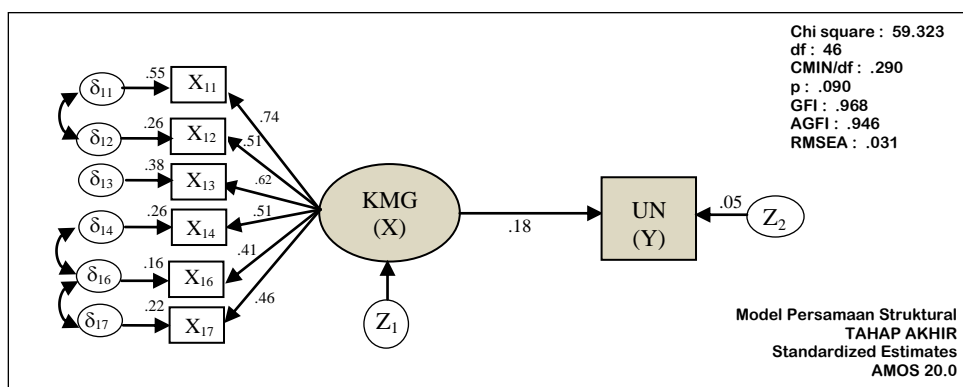 Chi square : 59.323
df : 46
CMIN/df : .290
p : .090
GFI : .968
AGFI : .946
RMSEA : .031
δ11 .55 X11 .74
δ12 .26 X12 .51
δ13 .38 X13 .62
δ14 .26 X14 .51
δ16 .16 X16 .41
δ17 .22 X17 .46
KMG
(X)
.18
UN
(Y)
.05
Z2
Z1
Model Persamaan Struktural
TAHAP AKHIR
Standardized Estimates
AMOS 20.0